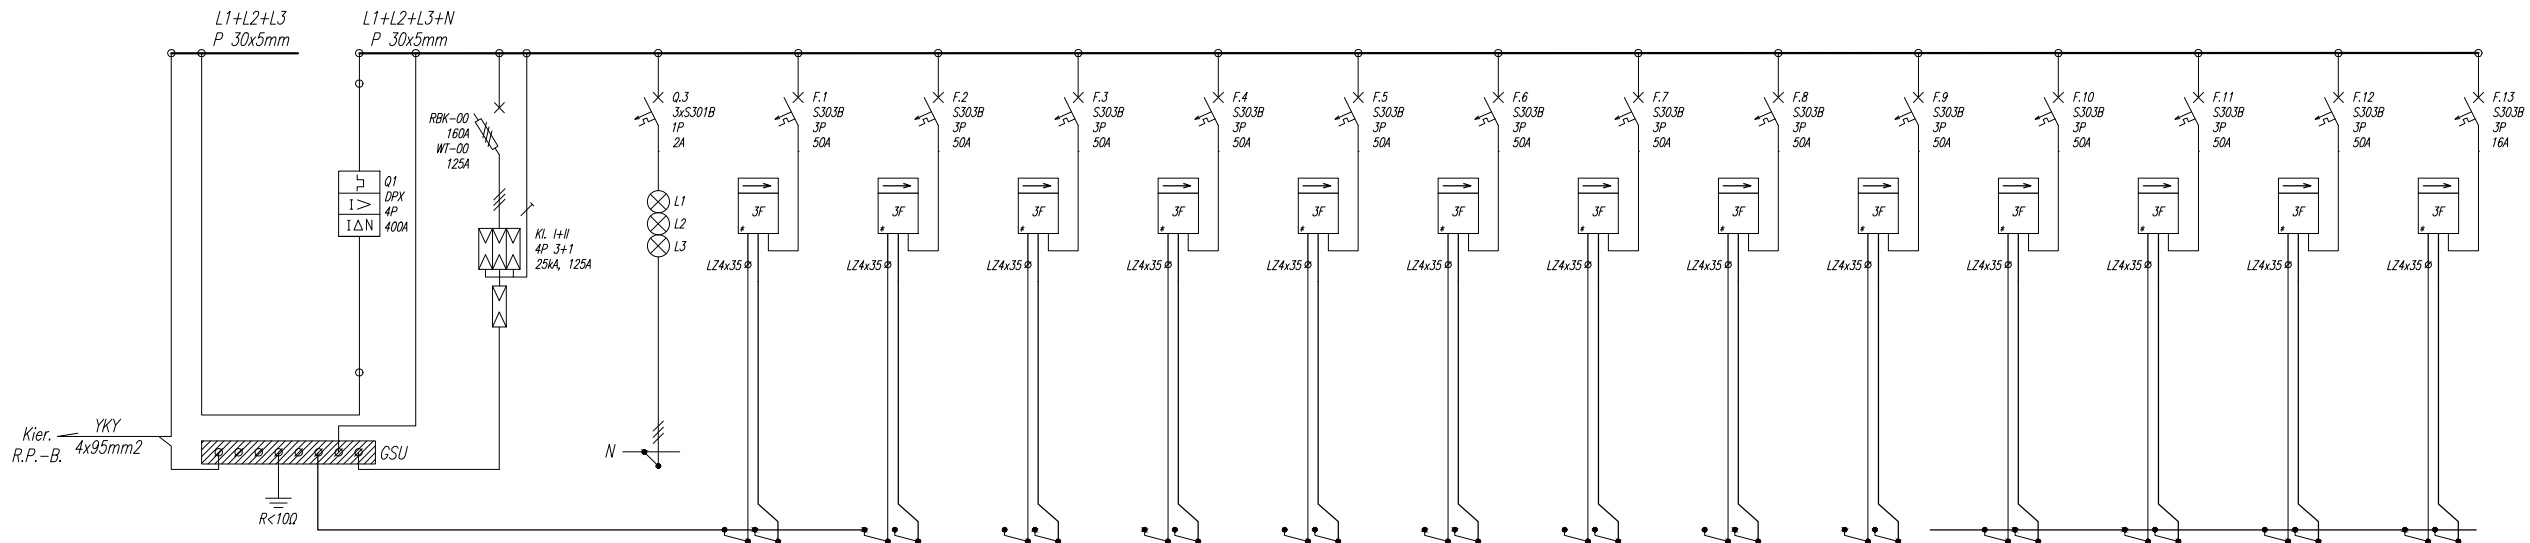 L1+L2+L3
P 30x5mm
L1+L2+L3+N
P 30x5mm
RBK-00
160A
WT-00
125A
Q1
DPX
4P
400A
I>
I∆N
Kl. I+II
4P 3+1
25kA, 125A
Q.3
3xS301B
1P
2A
L1
L2
L3
N
F.1
S303B
3P
50A
3F
*
LZ4x35
F.2
S303B
3P
50A
3F
*
LZ4x35
F.3
S303B
3P
50A
3F
*
LZ4x35
F.4
S303B
3P
50A
3F
*
LZ4x35
F.5
S303B
3P
50A
3F
*
LZ4x35
F.6
S303B
3P
50A
3F
*
LZ4x35
F.7
S303B
3P
50A
3F
*
LZ4x35
F.8
S303B
3P
50A
3F
*
LZ4x35
F.9
S303B
3P
50A
3F
*
LZ4x35
F.10
S303B
3P
50A
3F
*
LZ4x35
F.11
S303B
3P
50A
3F
*
LZ4x35
F.12
S303B
3P
50A
3F
*
LZ4x35
F.13
S303B
3P
16A
3F
*
LZ4x35
Kier.
R.P.-B.
YKY
4x95mm2
GSU
R<10Ω